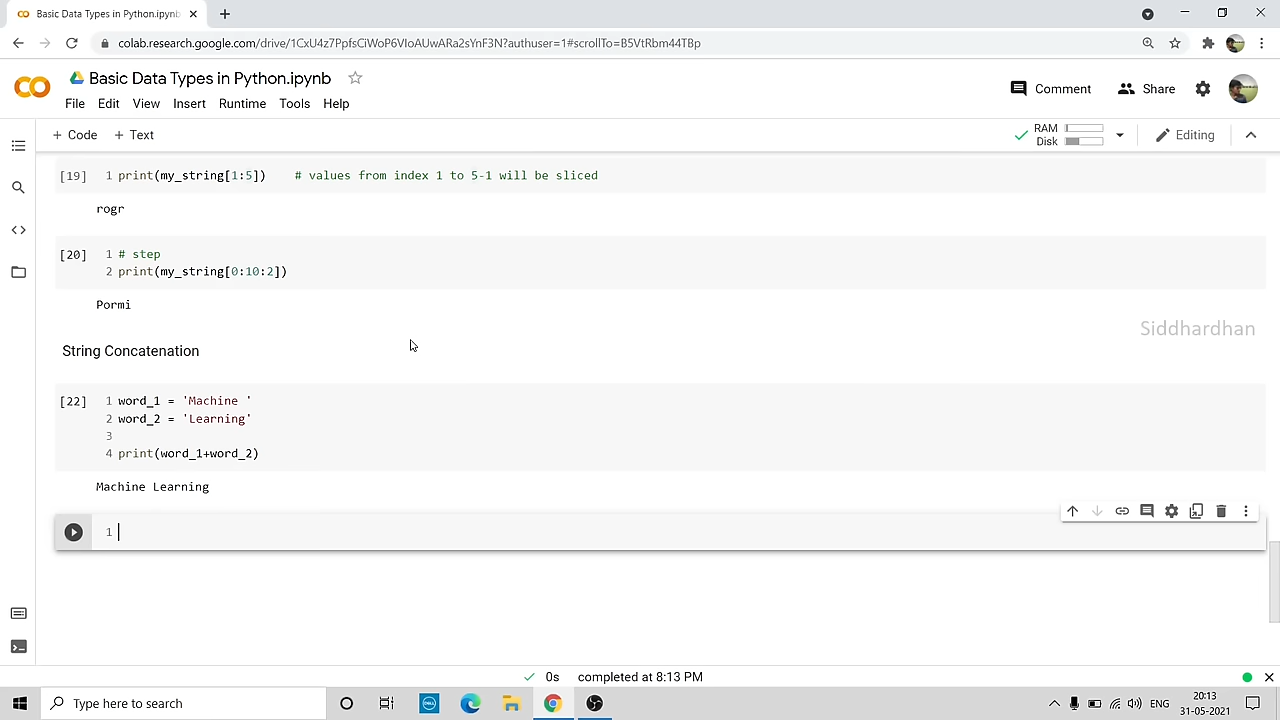 Basic Data Types in Python.ipynb
colab.research.google.com/drive/1CxU4z7PpfsCiWoP6VIoAUwARa2sYnF3N?authuser=1#scrollTo=B5VtRbm44TBp
Basic Data Types in Python.ipynb
Comment
Share
File Edit View Insert Runtime Tools Help
+ Code + Text
RAM
Disk
Editing
[19] 1 print(my_string[1:5]) # values from index 1 to 5-1 will be sliced
rogr
[20] 1 # step
2 print(my_string[0:10:2])
Pormi
Siddhardhan
String Concatenation
[22] 1 word_1 = 'Machine '
2 word_2 = 'Learning'
3
4 print(word_1+word_2)
Machine Learning
1
0s completed at 8:13 PM
Type here to search
DELL
ENG
20:13
31-05-2021